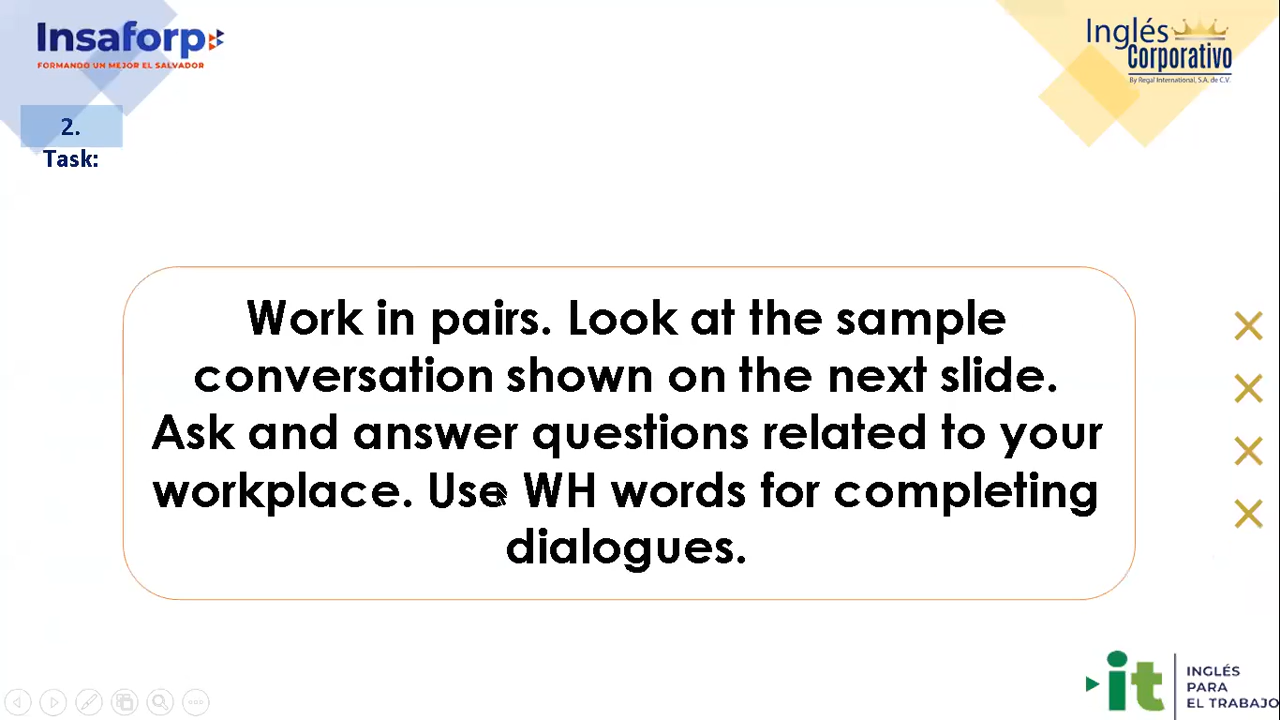 Insaforp
FORMANDO UN MEJOR EL SALVADOR
Inglés
Corporativo
By Regal International, S.A. de C.V.
2.
Task:
Work in pairs. Look at the sample
conversation shown on the next slide.
Ask and answer questions related to your
workplace. Use WH words for completing
dialogues.
it
INGLÉS
PARA
EL TRABAJO